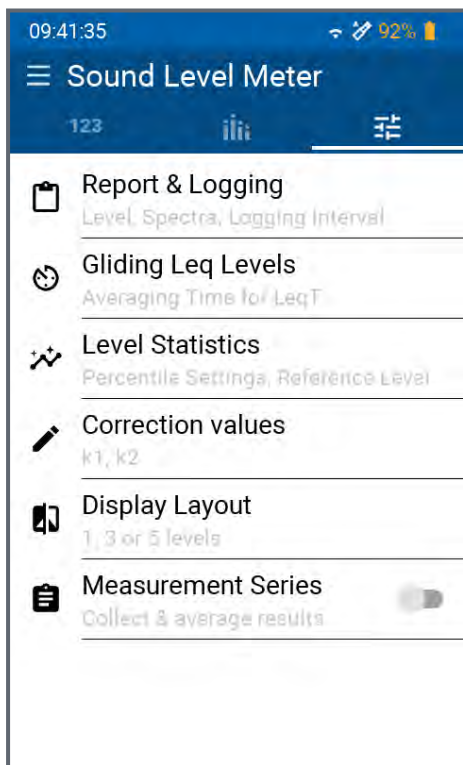 09:41:35 92%
Sound Level Meter
123
Report & Logging
Level, Spectra, Logging Interval
Gliding Leq Levels
Averaging Time for LeqT
Level Statistics
Percentile Settings, Reference Level
Correction values
k1, k2
Display Layout
1, 3 or 5 levels
Measurement Series
Collect & average results